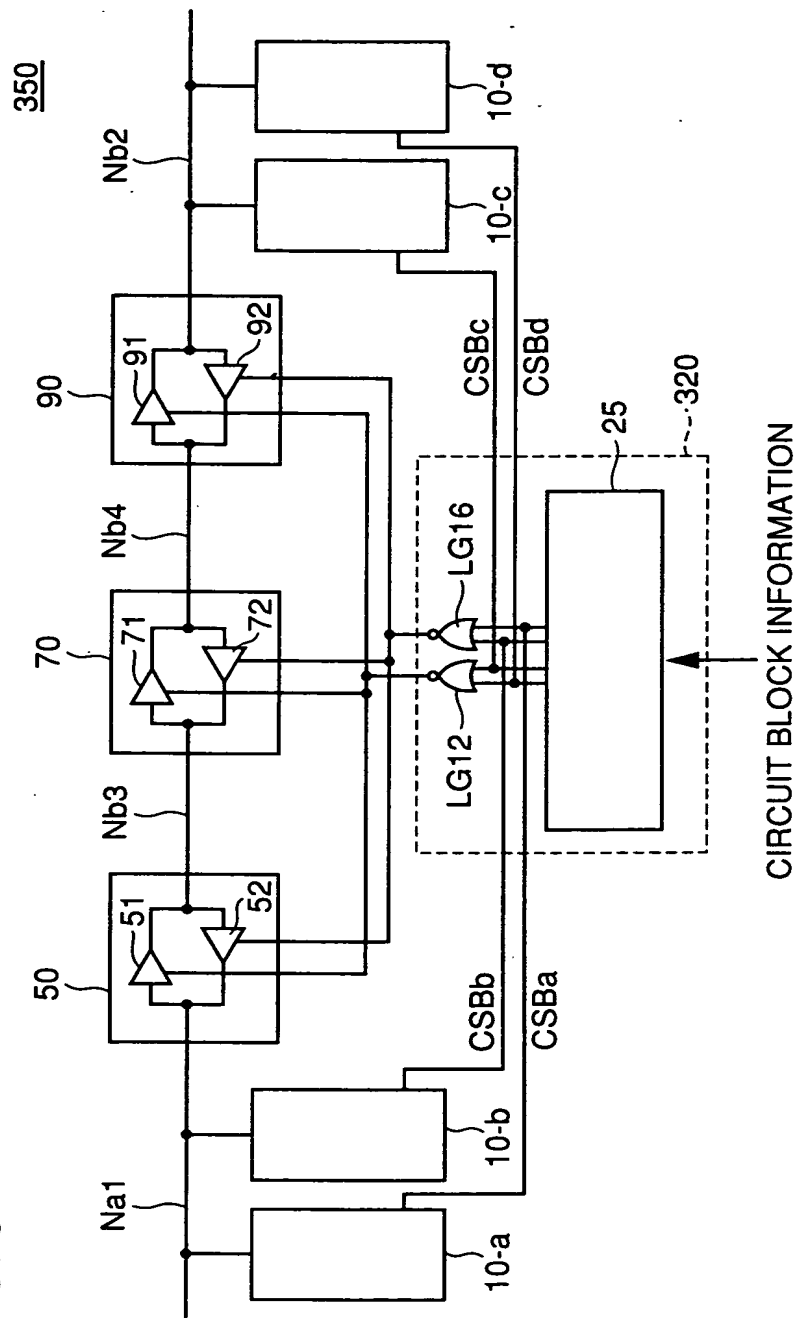 350
Na1
50
51
52
Nb3
70
71
72
Nb4
90
91
92
Nb2
10-a
10-b
10-c
10-d
CSBb
CSBa
CSBc
CSBd
LG12
LG16
25
320
CIRCUIT BLOCK INFORMATION